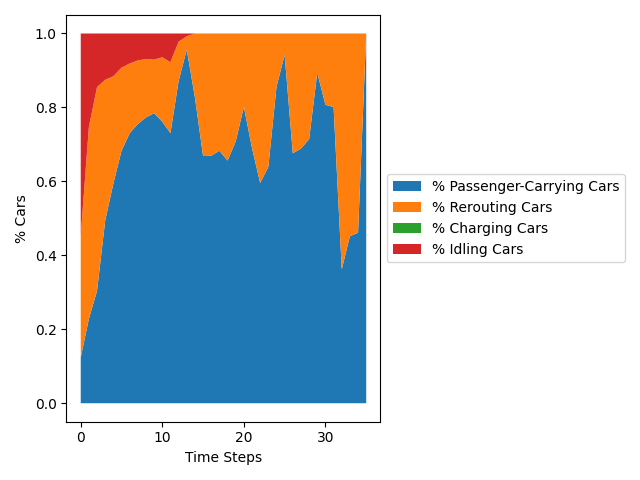 1.0
0.8
0.6
0.4
0.2
0.0
% Cars
0
10
20
30
Time Steps
% Passenger-Carrying Cars
% Rerouting Cars
% Charging Cars
% Idling Cars